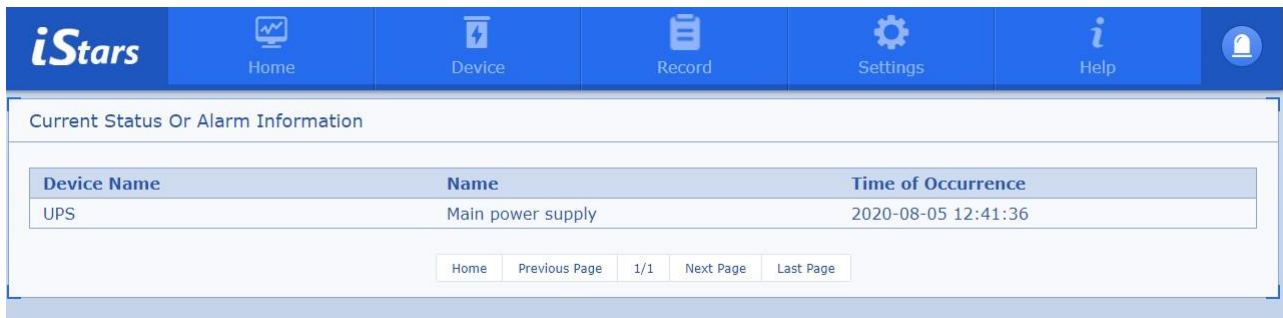 iStars
Home Device Record Settings Help
Current Status Or Alarm Information
Device Name Name Time of Occurrence
UPS Main power supply 2020-08-05 12:41:36
Home Previous Page 1/1 Next Page Last Page